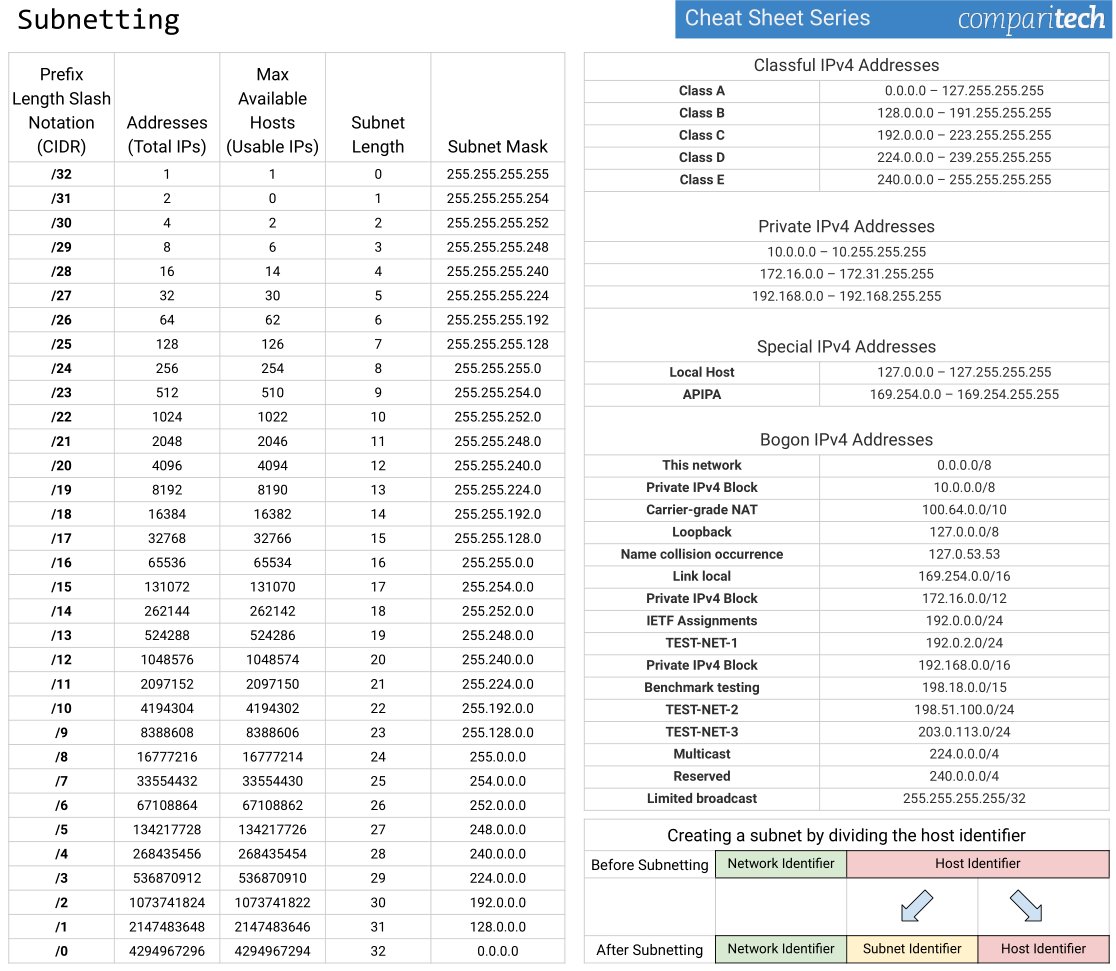 Subnetting
Cheat Sheet Series
comparitech
Prefix
Length Slash
Notation
(CIDR)
Addresses
(Total IPs)
Max
Available
Hosts
(Usable IPs)
Subnet
Length
Subnet Mask
/32 1 1 0 255.255.255.255
/31 2 0 1 255.255.255.254
/30 4 2 2 255.255.255.252
/29 8 6 3 255.255.255.248
/28 16 14 4 255.255.255.240
/27 32 30 5 255.255.255.224
/26 64 62 6 255.255.255.192
/25 128 126 7 255.255.255.128
/24 256 254 8 255.255.255.0
/23 512 510 9 255.255.254.0
/22 1024 1022 10 255.255.252.0
/21 2048 2046 11 255.255.248.0
/20 4096 4094 12 255.255.240.0
/19 8192 8190 13 255.255.224.0
/18 16384 16382 14 255.255.192.0
/17 32768 32766 15 255.255.128.0
/16 65536 65534 16 255.255.0.0
/15 131072 131070 17 255.254.0.0
/14 262144 262142 18 255.252.0.0
/13 524288 524286 19 255.248.0.0
/12 1048576 1048574 20 255.240.0.0
/11 2097152 2097150 21 255.224.0.0
/10 4194304 4194302 22 255.192.0.0
/9 8388608 8388606 23 255.128.0.0
/8 16777216 16777214 24 255.0.0.0
/7 33554432 33554430 25 254.0.0.0
/6 67108864 67108862 26 252.0.0.0
/5 134217728 134217726 27 248.0.0.0
/4 268435456 268435454 28 240.0.0.0
/3 536870912 536870910 29 224.0.0.0
/2 1073741824 1073741822 30 192.0.0.0
/1 2147483648 2147483646 31 128.0.0.0
/0 4294967296 4294967294 32 0.0.0.0
Classful IPv4 Addresses
Class A 0.0.0.0 – 127.255.255.255
Class B 128.0.0.0 – 191.255.255.255
Class C 192.0.0.0 – 223.255.255.255
Class D 224.0.0.0 – 239.255.255.255
Class E 240.0.0.0 – 255.255.255.255
Private IPv4 Addresses
10.0.0.0 – 10.255.255.255
172.16.0.0 – 172.31.255.255
192.168.0.0 – 192.168.255.255
Special IPv4 Addresses
Local Host 127.0.0.0 – 127.255.255.255
APIPA 169.254.0.0 – 169.254.255.255
Bogon IPv4 Addresses
This network 0.0.0.0/8
Private IPv4 Block 10.0.0.0/8
Carrier-grade NAT 100.64.0.0/10
Loopback 127.0.0.0/8
Name collision occurrence 127.0.53.53
Link local 169.254.0.0/16
Private IPv4 Block 172.16.0.0/12
IETF Assignments 192.0.0.0/24
TEST-NET-1 192.0.2.0/24
Private IPv4 Block 192.168.0.0/16
Benchmark testing 198.18.0.0/15
TEST-NET-2 198.51.100.0/24
TEST-NET-3 203.0.113.0/24
Multicast 224.0.0.0/4
Reserved 240.0.0.0/4
Limited broadcast 255.255.255.255/32
Creating a subnet by dividing the host identifier
Before Subnetting Network Identifier Host Identifier
After Subnetting Network Identifier Subnet Identifier Host Identifier